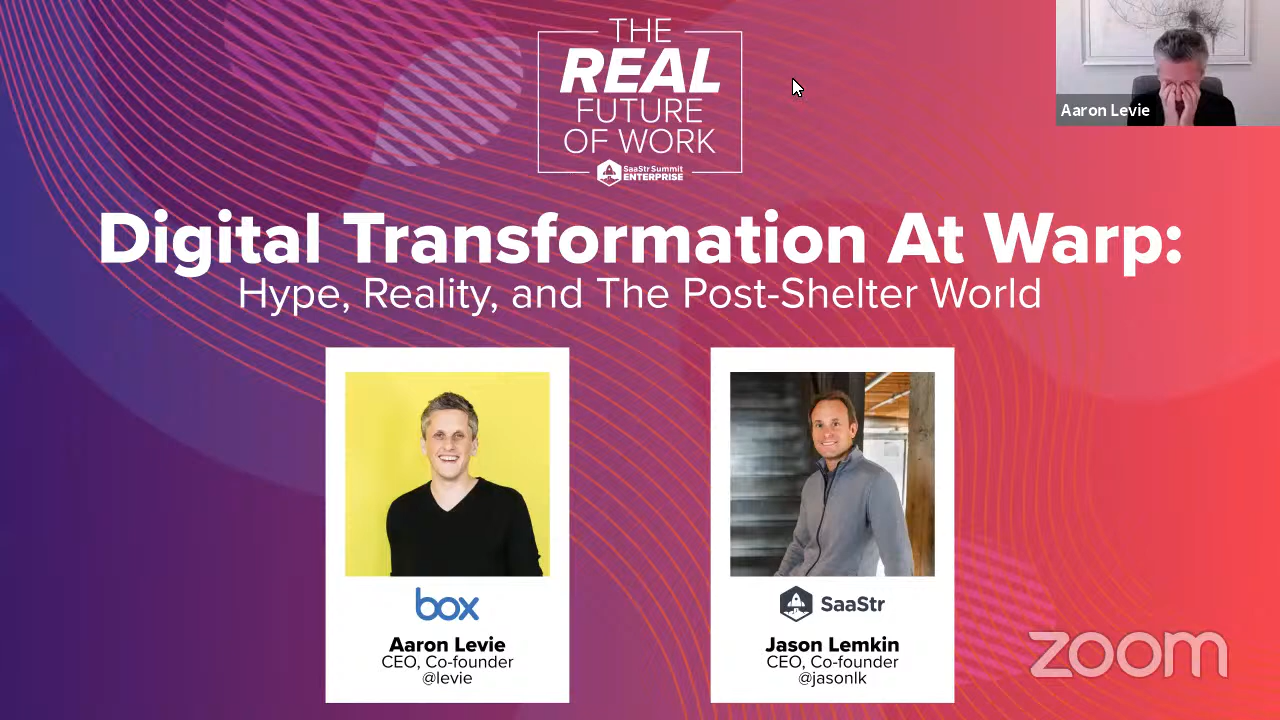 THE
REAL
FUTURE
OF WORK
SaaStr Summit
ENTERPRISE
Aaron Levie
Digital Transformation At Warp:
Hype, Reality, and The Post-Shelter World
box
Aaron Levie
CEO, Co-founder
@levie
SaaStr
Jason Lemkin
CEO, Co-founder
@jasonlk
zoom